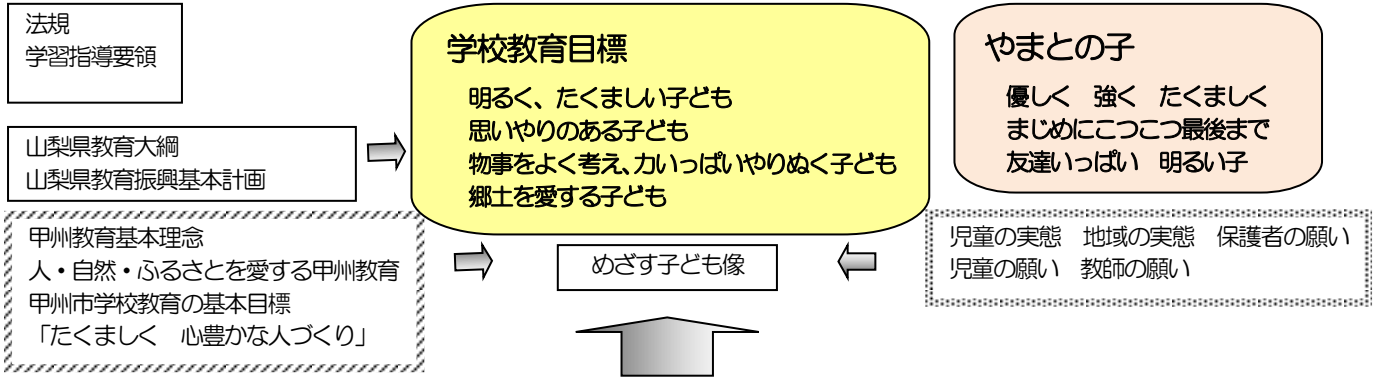 法規
学習指導要領
山梨県教育大綱
山梨県教育振興基本計画
甲州教育基本理念
人・自然・ふるさとを愛する甲州教育
甲州市学校教育の基本目標
「たくましく　心豊かな人づくり」
学校教育目標
明るく、たくましい子ども
思いやりのある子ども
物事をよく考え、力いっぱいやりぬく子ども
郷土を愛する子ども
めざす子ども像
やまとの子
優しく　強く　たくましく
まじめにこつこつ最後まで
友達いっぱい　明るい子
児童の実態　地域の実態　保護者の願い
児童の願い　教師の願い